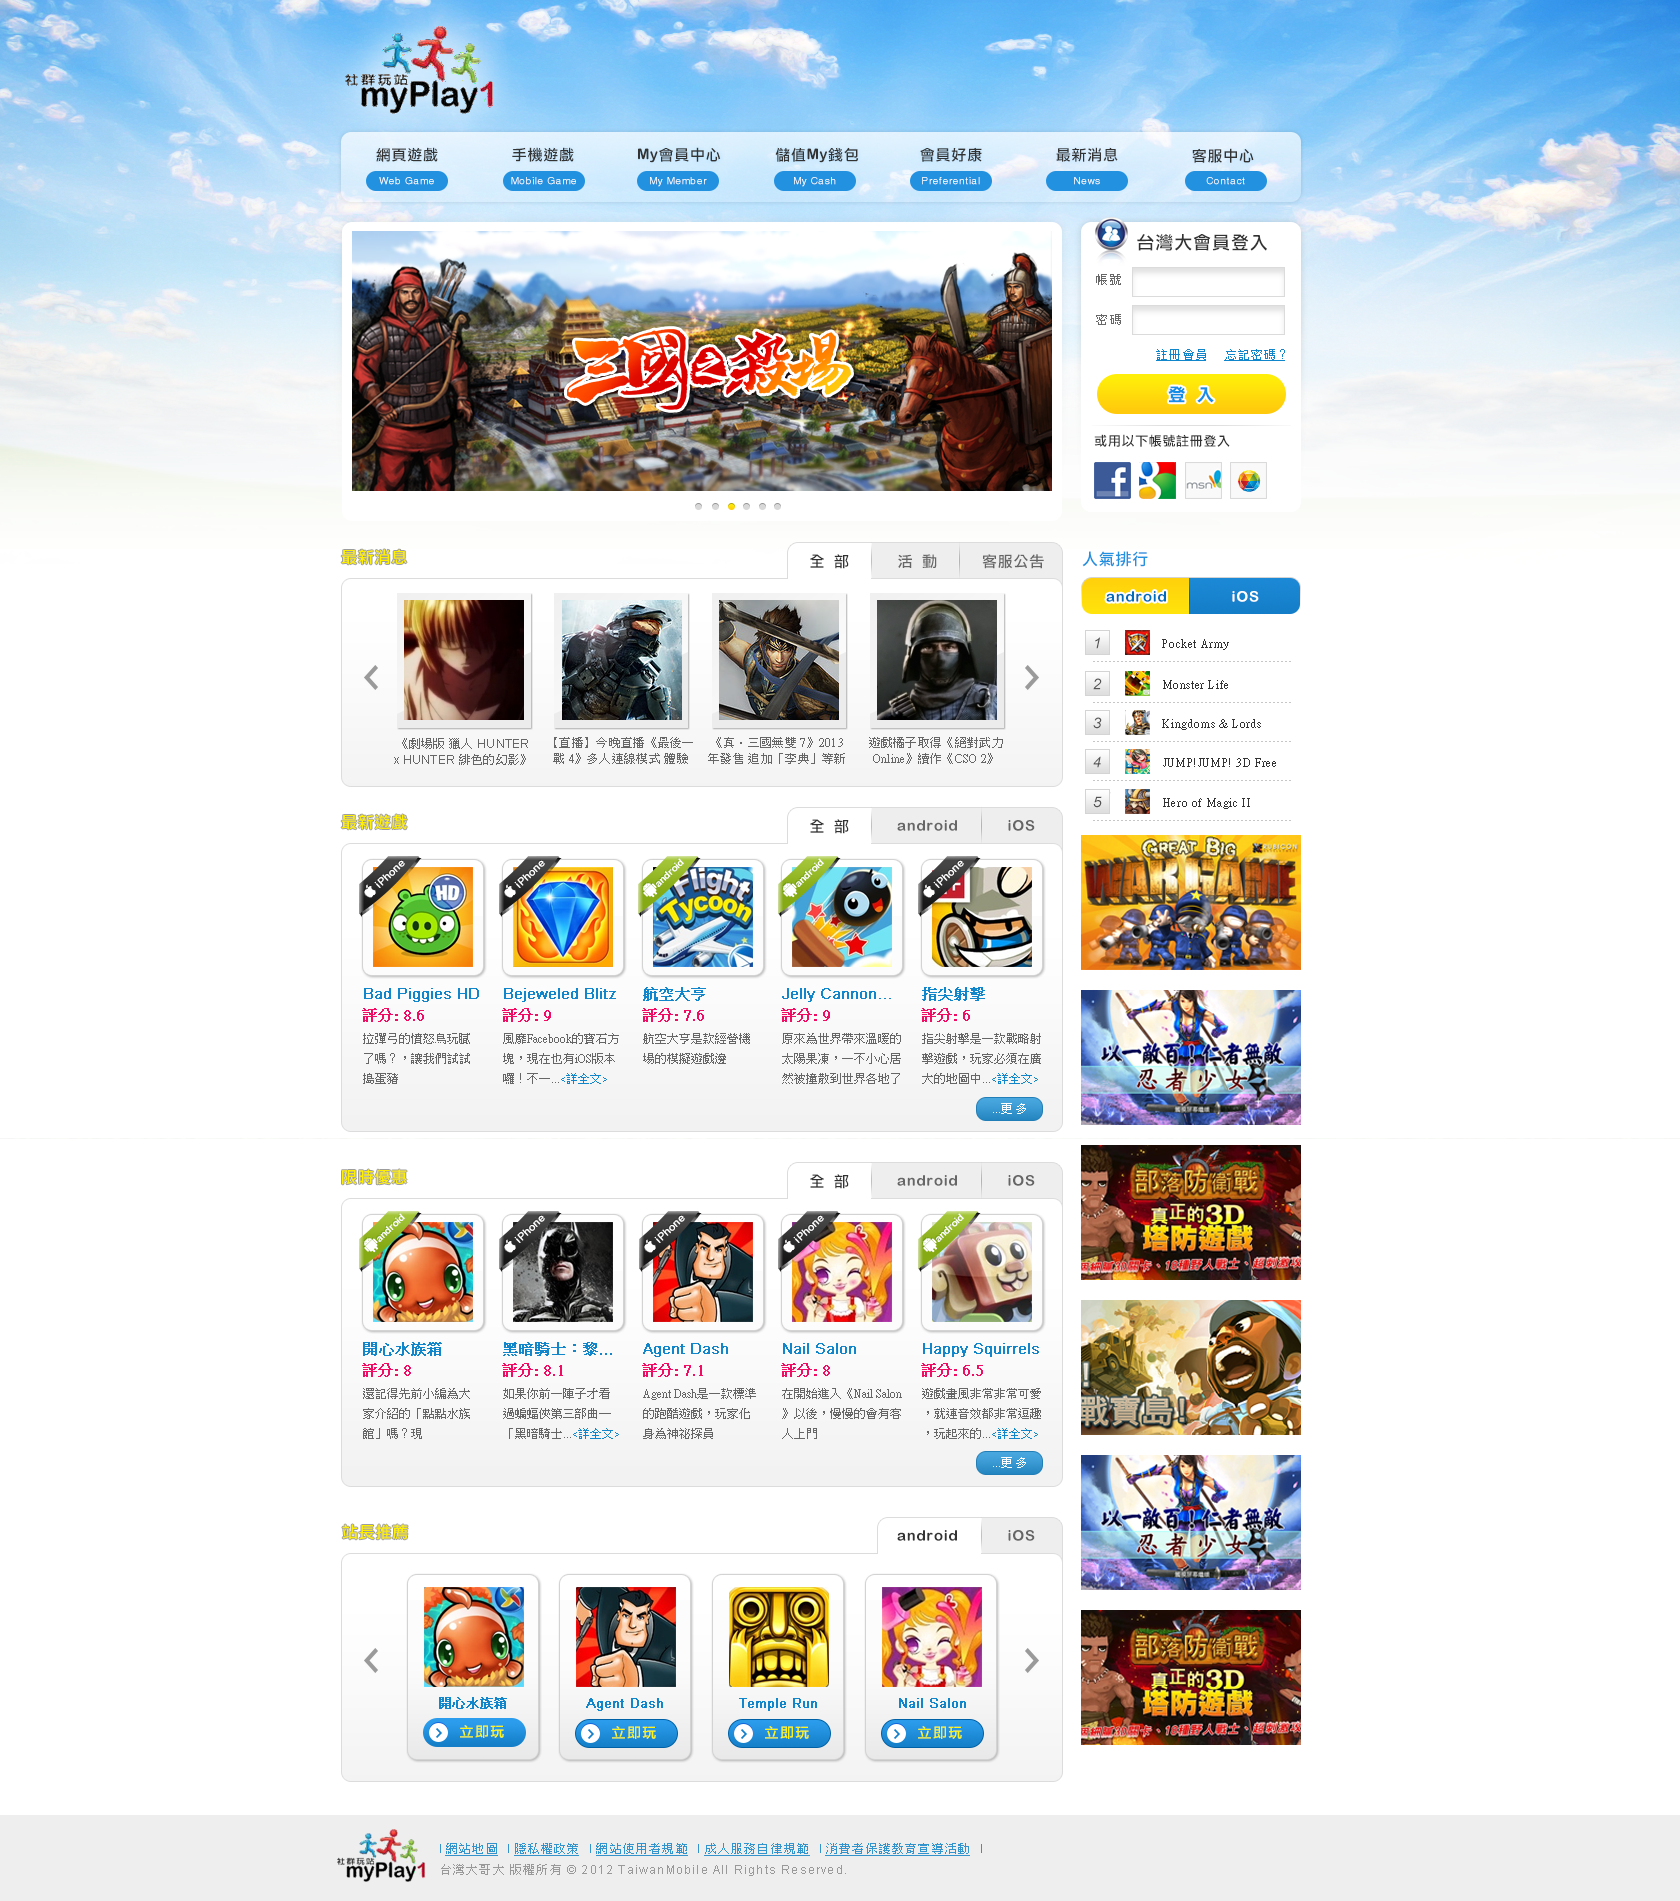 社群玩站
myPlay1
網頁遊戲
Web Game
手機遊戲
Mobile Game
My會員中心
My Member
儲值My錢包
My Cash
會員好康
Preferential
最新消息
News
客服中心
Contact
三國之殺場
台灣大會員登入
帳號
密碼
註冊會員 忘記密碼?
登 入
或用以下帳號註冊登入
msn
最新消息
全 部 活 動 客服公告
《劇場版 獵人 HUNTER
x HUNTER 緋色的幻影》
【直播】今晚直播《最後一
戰 4》多人連線模式 體驗
《真‧三國無雙 7》2013
年發售 追加「李典」等新
遊戲橘子取得《絕對武力
Online》續作《CSO 2》
人氣排行
android iOS
1 Pocket Army
2 Monster Life
3 Kingdoms & Lords
4 JUMP!JUMP! 3D Free
5 Hero of Magic II
最新遊戲
全 部 android iOS
iPhone
HD
Bad Piggies HD
評分: 8.6
拉彈弓的憤怒鳥玩膩
了嗎？，讓我們試試
搗蛋豬
iPhone
Bejeweled Blitz
評分: 9
風靡Facebook的寶石方
塊，現在也有iOS版本
囉！不一...<詳全文>
android
Flight
Tycoon
航空大亨
評分: 7.6
航空大亨是款經營機
場的模擬遊戲邊
android
Jelly Cannon...
評分: 9
原來為世界帶來溫暖的
太陽果凍，一不小心居
然被撞散到世界各地了
iPhone
指尖射擊
評分: 6
指尖射擊是一款戰略射
擊遊戲，玩家必須在廣
大的地圖中...<詳全文>
...更多
GREAT BIG
WAR GAME
RUBICON
以一敵百!仁者無敵
忍者少女
部落防衛戰
真正的3D
塔防遊戲
戰寶島!
以一敵百!仁者無敵
忍者少女
部落防衛戰
真正的3D
塔防遊戲
限時優惠
全 部 android iOS
android
開心水族箱
評分: 8
還記得先前小編為大
家介紹的「點點水族
館」嗎？現
iPhone
黑暗騎士：黎...
評分: 8.1
如果你前一陣子才看
過蝙蝠俠第三部曲一
「黑暗騎士...<詳全文>
iPhone
Agent Dash
評分: 7.1
Agent Dash是一款標準
的跑酷遊戲，玩家化
身為神祕探員
iPhone
Nail Salon
評分: 8
在開始進入《Nail Salon
》以後，慢慢的會有客
人上門
android
Happy Squirrels
評分: 6.5
遊戲畫風非常非常可愛
，就連音效都非常逗趣
，玩起來的...<詳全文>
...更多
站長推薦
android iOS
開心水族箱
立即玩
Agent Dash
立即玩
Temple Run
立即玩
Nail Salon
立即玩
社群玩站
myPlay1
| 網站地圖 | 隱私權政策 | 網站使用者規範 | 成人服務自律規範 | 消費者保護教育宣導活動 |
台灣大哥大 版權所有 © 2012 TaiwanMobile All Rights Reserved.